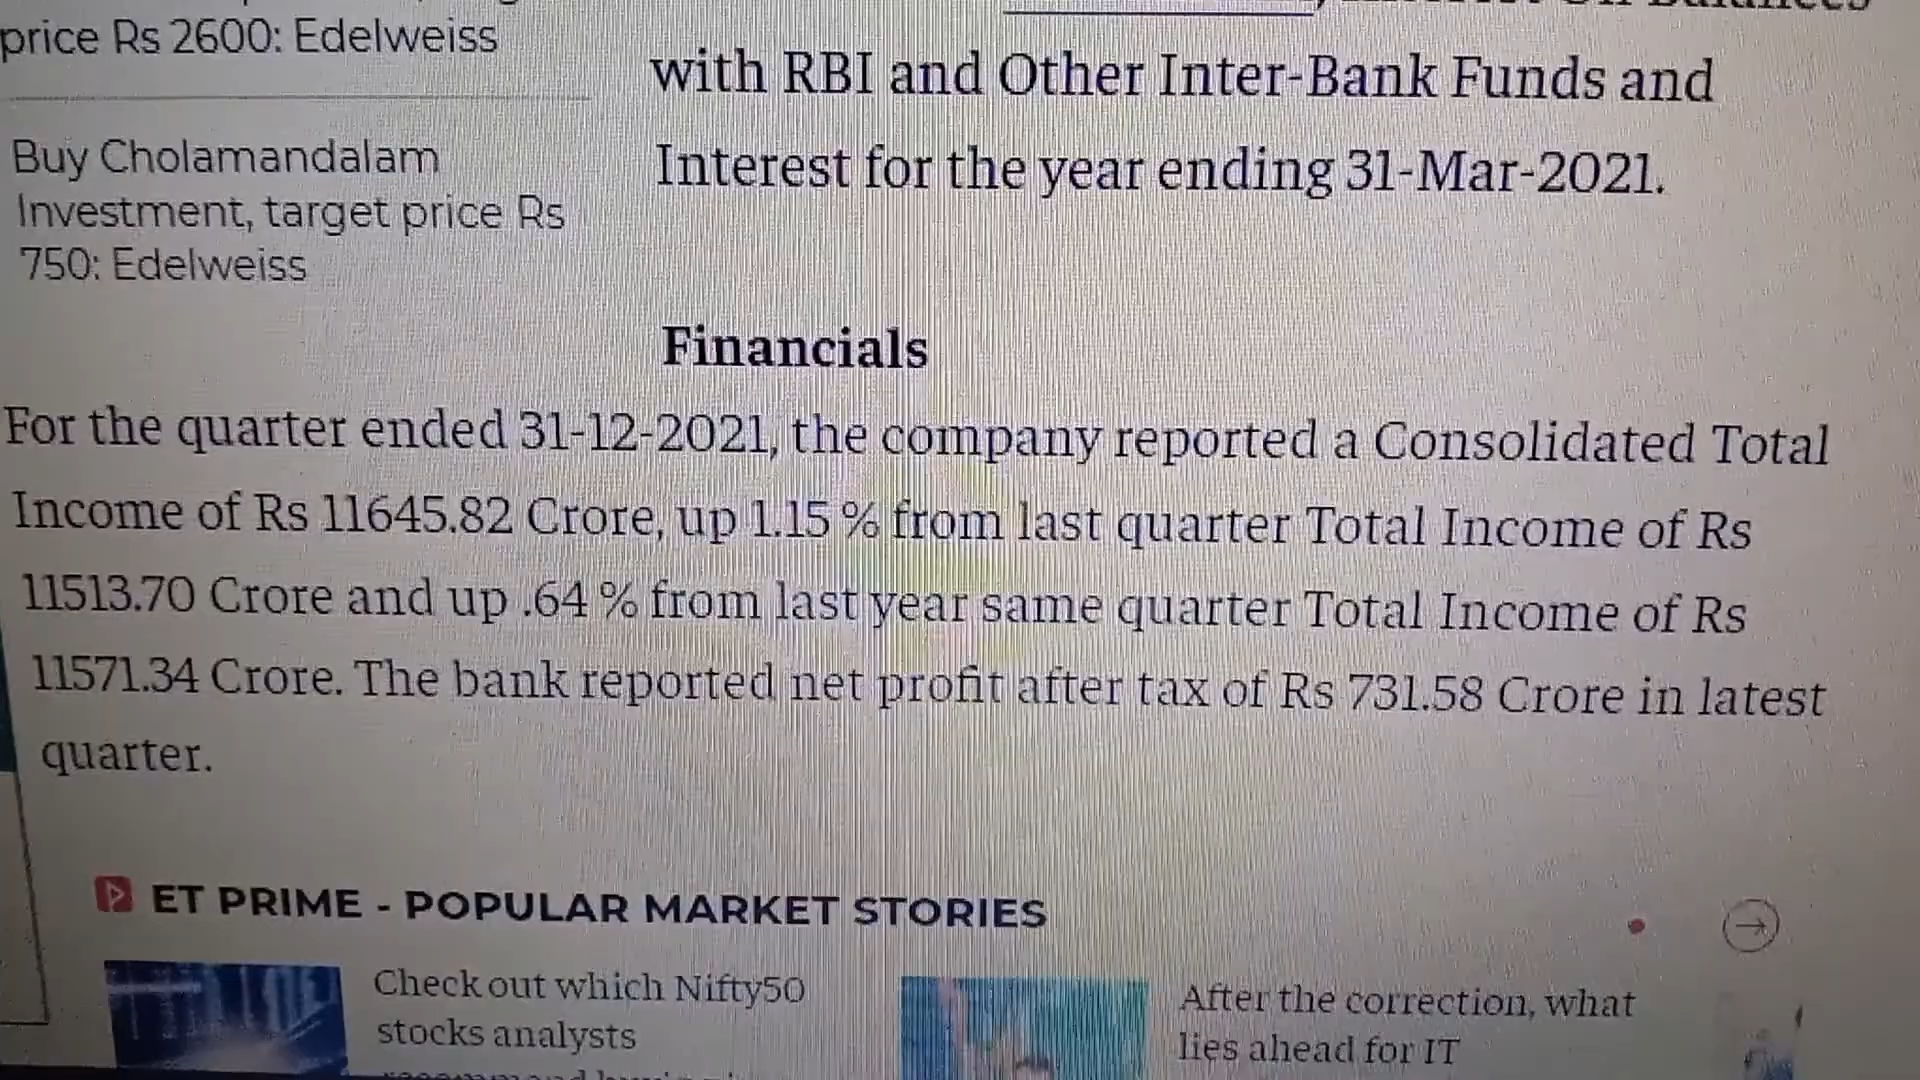 price Rs 2600: Edelweiss
Buy Cholamandalam
Investment, target price Rs
750: Edelweiss
with RBI and Other Inter-Bank Funds and
Interest for the year ending 31-Mar-2021.
Financials
For the quarter ended 31-12-2021, the company reported a Consolidated Total
Income of Rs 11645.82 Crore, up 1.15 % from last quarter Total Income of Rs
11513.70 Crore and up .64 % from last year same quarter Total Income of Rs
11571.34 Crore. The bank reported net profit after tax of Rs 731.58 Crore in latest
quarter.
ET PRIME - POPULAR MARKET STORIES
Check out which Nifty50
stocks analysts
After the correction, what
lies ahead for IT